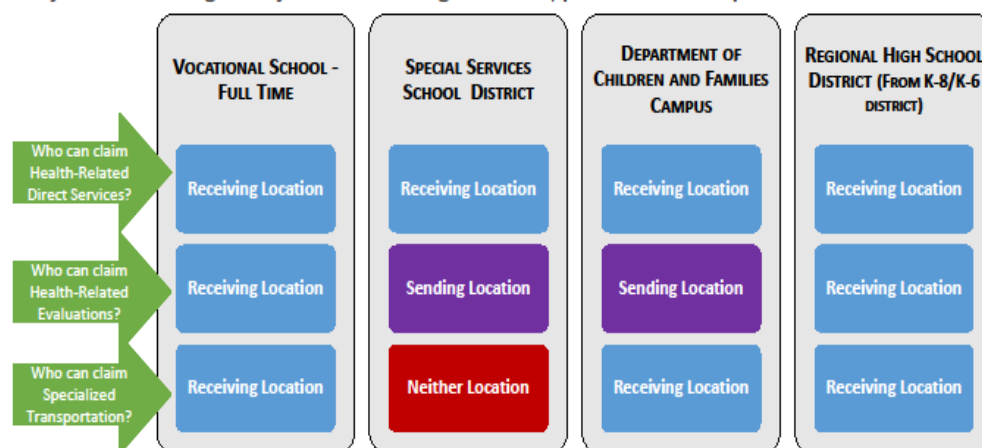 VOCATIONAL SCHOOL -
FULL TIME
SPECIAL SERVICES
SCHOOL DISTRICT
DEPARTMENT OF
CHILDREN AND FAMILIES
CAMPUS
REGIONAL HIGH SCHOOL
DISTRICT (FROM K-8/K-6
DISTRICT)
Who can claim
Health-Related
Direct Services?
Receiving Location
Receiving Location
Receiving Location
Receiving Location
Who can claim
Health-Related
Evaluations?
Receiving Location
Sending Location
Sending Location
Receiving Location
Who can claim
Specialized
Transportation?
Receiving Location
Neither Location
Receiving Location
Receiving Location